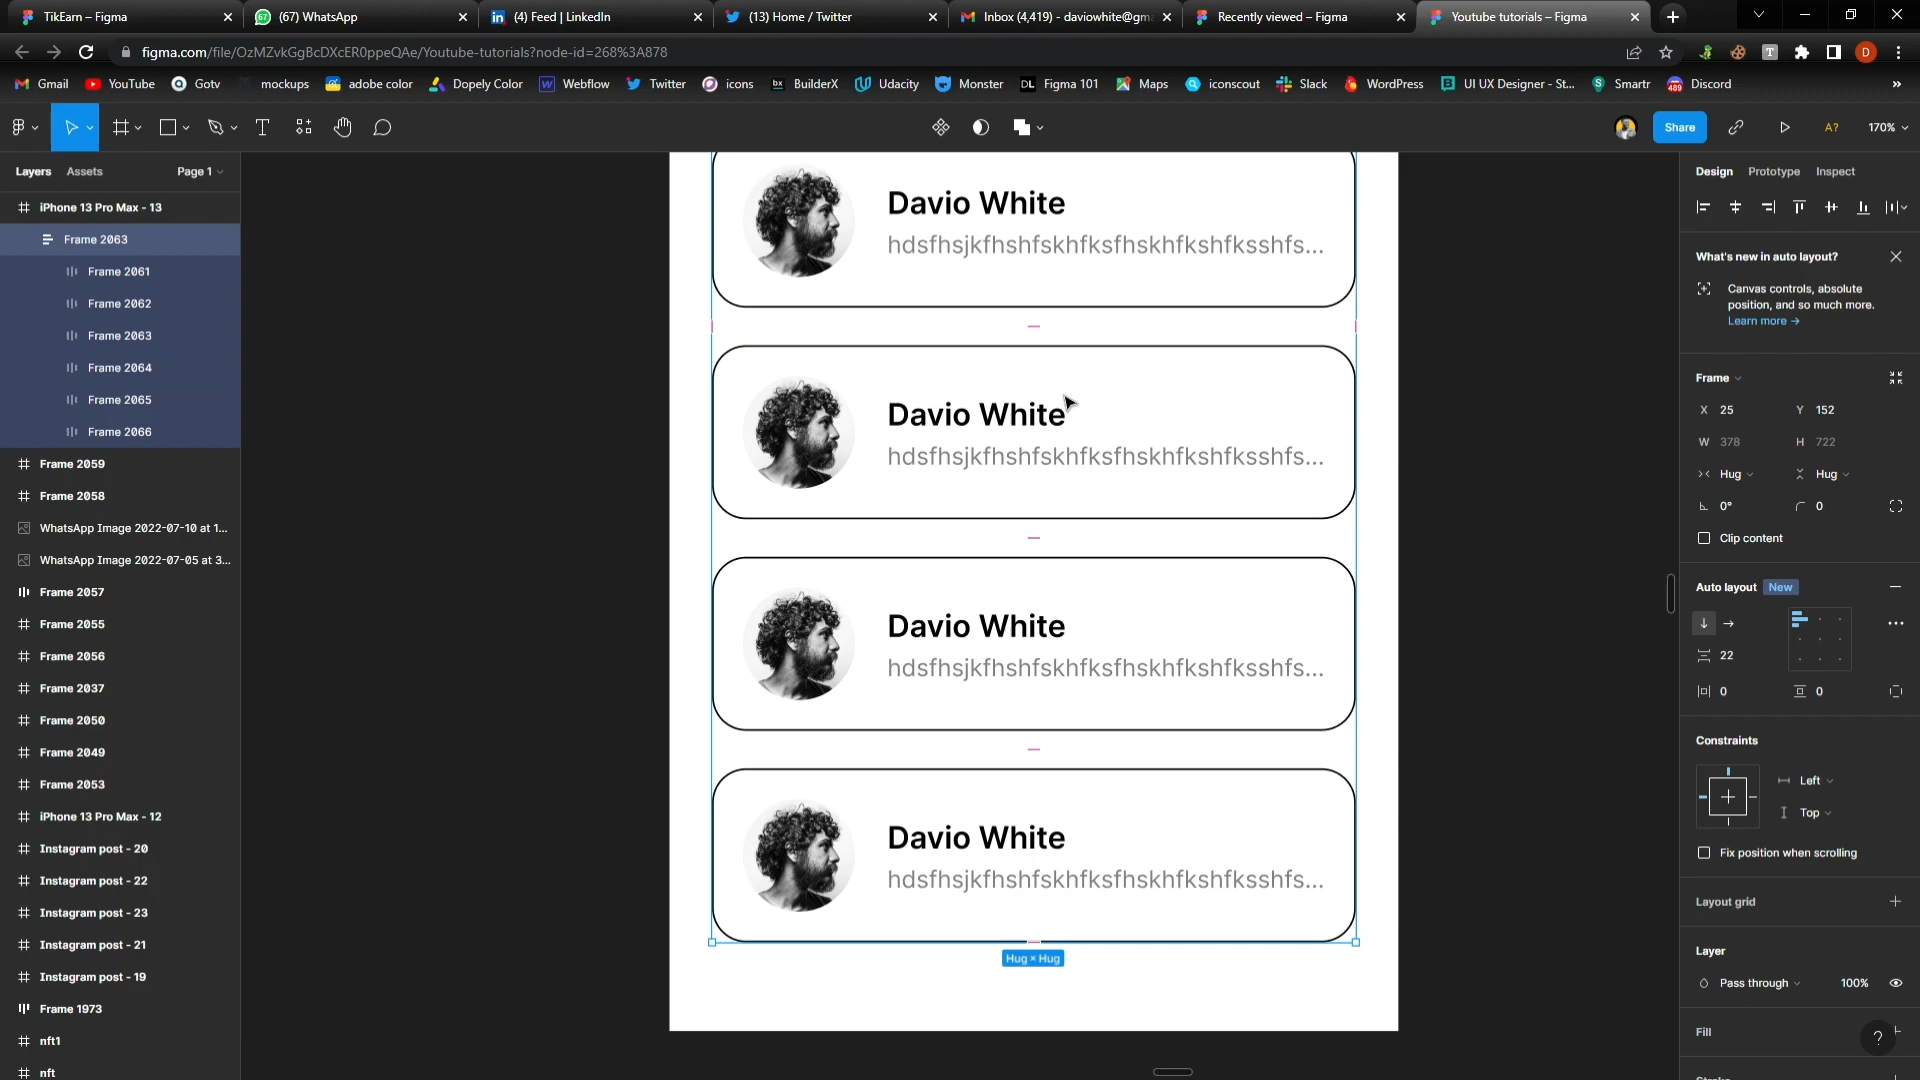 TikEarn – Figma
(67) WhatsApp
(4) Feed | LinkedIn
(13) Home / Twitter
Inbox (4,419) - daviowhite@gm
Recently viewed – Figma
Youtube tutorials – Figma
figma.com/file/OzMZvkGgBcDXcER0ppeQAe/Youtube-tutorials?node-id=268%3A878
D
Gmail
YouTube
Gotv
mockups
adobe color
Dopely Color
Webflow
Twitter
icons
BuilderX
Udacity
Monster
DL Figma 101
Maps
iconscout
Slack
WordPress
UI UX Designer - St...
Smartr
Discord
Share
A?
170%
Layers
Assets
Page 1
iPhone 13 Pro Max - 13
Frame 2063
Frame 2061
Frame 2062
Frame 2063
Frame 2064
Frame 2065
Frame 2066
Frame 2059
Frame 2058
WhatsApp Image 2022-07-10 at 1...
WhatsApp Image 2022-07-05 at 3...
Frame 2057
Frame 2055
Frame 2056
Frame 2037
Frame 2050
Frame 2049
Frame 2053
iPhone 13 Pro Max - 12
Instagram post - 20
Instagram post - 22
Instagram post - 23
Instagram post - 21
Instagram post - 19
Frame 1973
nft1
nft
Davio White
hdsfhsjkfhshfskhfksfhskhfkshfksshfs...
Davio White
hdsfhsjkfhshfskhfksfhskhfkshfksshfs...
Davio White
hdsfhsjkfhshfskhfksfhskhfkshfksshfs...
Davio White
hdsfhsjkfhshfskhfksfhskhfkshfksshfs...
Hug × Hug
Design
Prototype
Inspect
What's new in auto layout?
Canvas controls, absolute
position, and so much more.
Learn more →
Frame
X 25
Y 152
W 378
H 722
Hug
Hug
0°
0
Clip content
Auto layout New
22
0
0
Constraints
Left
Top
Fix position when scrolling
Layout grid
Layer
Pass through
100%
Fill
?